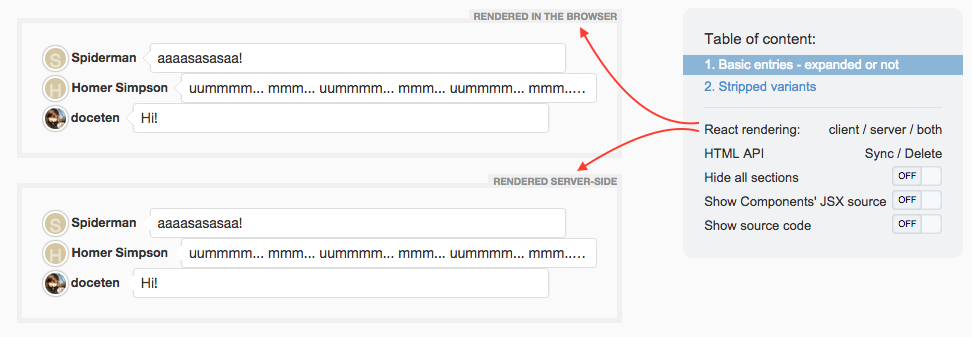 RENDERED IN THE BROWSER
S Spiderman aaaasasasaa!
H Homer Simpson uummmm... mmm... uummmm... mmm... uummmm... mmm.....
doceten Hi!
RENDERED SERVER-SIDE
S Spiderman aaaasasasaa!
H Homer Simpson uummmm... mmm... uummmm... mmm... uummmm... mmm.....
doceten Hi!
Table of content:
1. Basic entries - expanded or not
2. Stripped variants
React rendering: client / server / both
HTML API Sync / Delete
Hide all sections OFF
Show Components' JSX source OFF
Show source code OFF